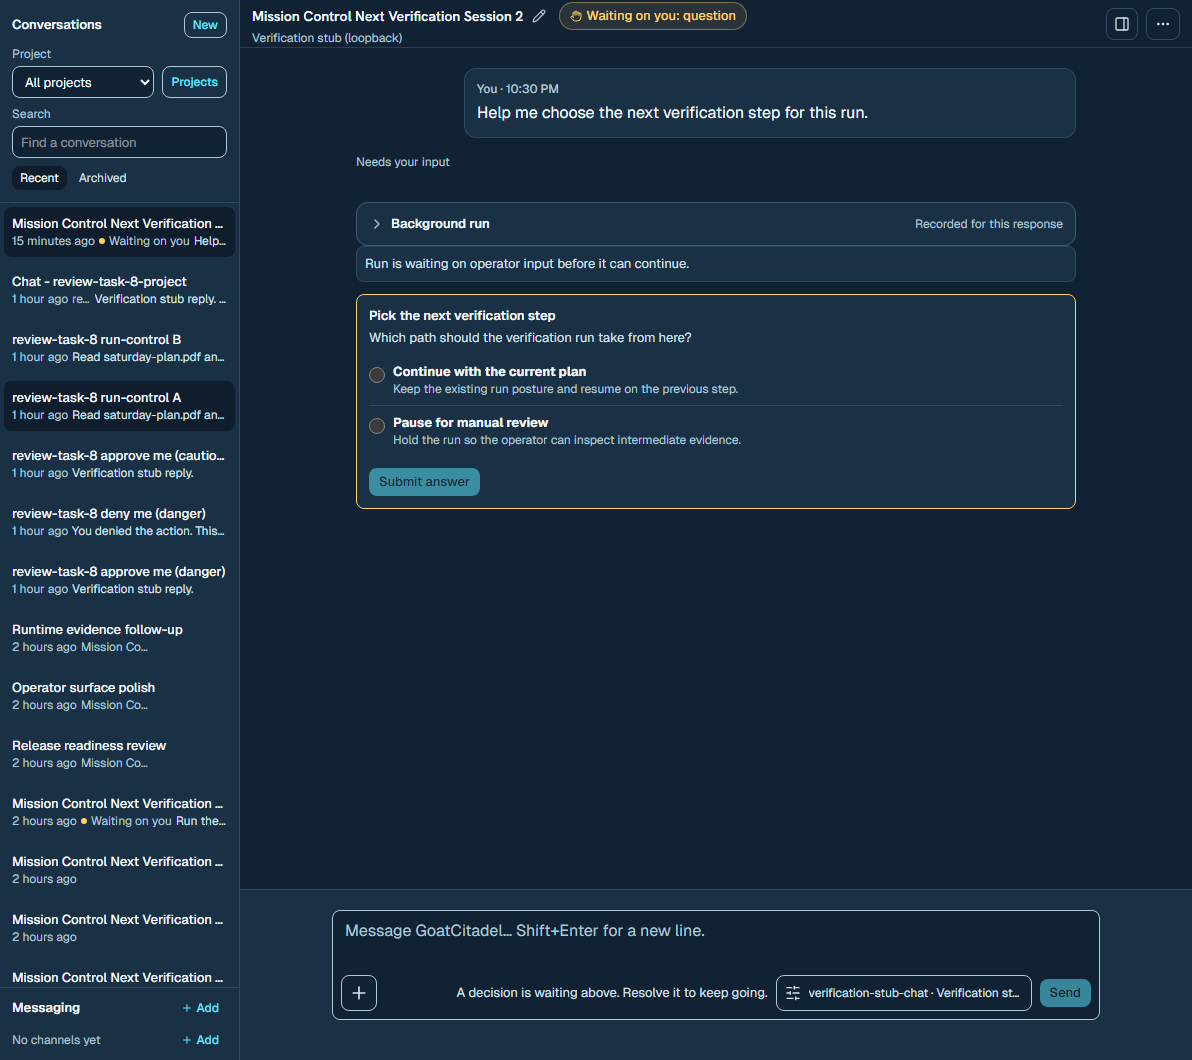 Conversations
New
Project
All projects
Projects
Search
Find a conversation
Recent
Archived
Mission Control Next Verification ...
15 minutes ago Waiting on you Help...
Chat - review-task-8-project
1 hour ago re... Verification stub reply. ...
review-task-8 run-control B
1 hour ago Read saturday-plan.pdf an...
review-task-8 run-control A
1 hour ago Read saturday-plan.pdf an...
review-task-8 approve me (cautio...
1 hour ago Verification stub reply.
review-task-8 deny me (danger)
1 hour ago You denied the action. This...
review-task-8 approve me (danger)
1 hour ago Verification stub reply.
Runtime evidence follow-up
2 hours ago Mission Co...
Operator surface polish
2 hours ago Mission Co...
Release readiness review
2 hours ago Mission Co...
Mission Control Next Verification ...
2 hours ago Waiting on you Run the...
Mission Control Next Verification ...
2 hours ago
Mission Control Next Verification ...
2 hours ago
Mission Control Next Verification ...
Messaging
+ Add
No channels yet
+ Add
Mission Control Next Verification Session 2
Waiting on you: question
Verification stub (loopback)
You · 10:30 PM
Help me choose the next verification step for this run.
Needs your input
Background run
Recorded for this response
Run is waiting on operator input before it can continue.
Pick the next verification step
Which path should the verification run take from here?
Continue with the current plan
Keep the existing run posture and resume on the previous step.
Pause for manual review
Hold the run so the operator can inspect intermediate evidence.
Submit answer
Message GoatCitadel... Shift+Enter for a new line.
A decision is waiting above. Resolve it to keep going.
verification-stub-chat · Verification st...
Send